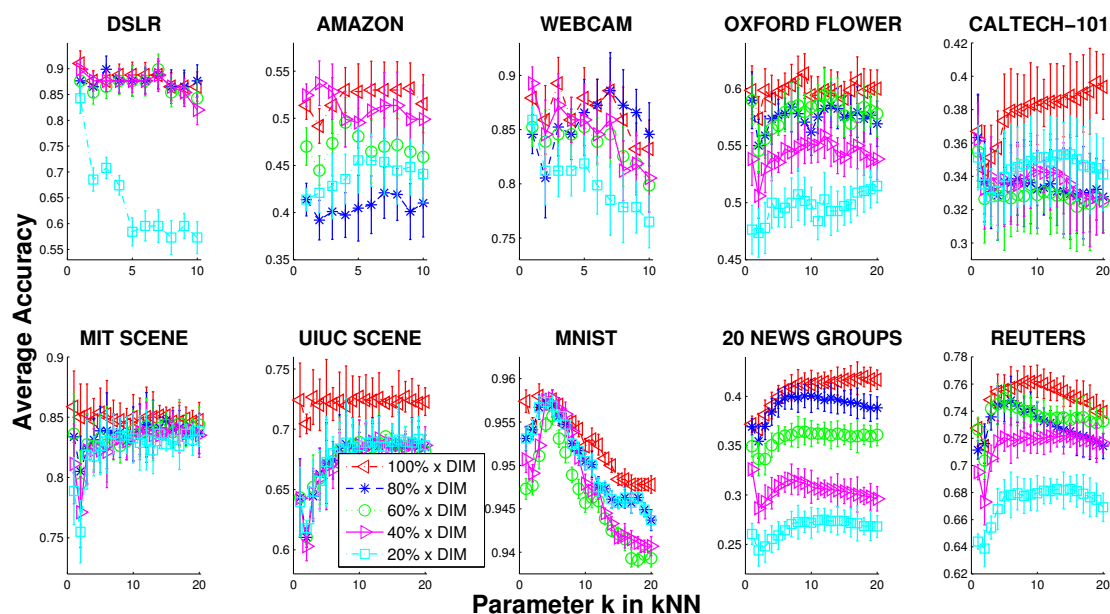 DSLR AMAZON WEBCAM OXFORD FLOWER CALTECH−101
0.9
0.85
0.8
0.75
0.7
0.65
0.6
0.55
0 5 10
0.55
0.5
0.45
0.4
0.35
0 5 10
0.9
0.85
0.8
0.75
0 5 10
0.6
0.55
0.5
0.45
0 10 20
0.42
0.4
0.38
0.36
0.34
0.32
0.3
0 10 20
Average Accuracy
MIT SCENE UIUC SCENE MNIST 20 NEWS GROUPS REUTERS
0.9
0.85
0.8
0.75
0 10 20
0.75
0.7
0.65
0.6
0 10 20
100% x DIM
80% x DIM
60% x DIM
40% x DIM
20% x DIM
0.96
0.955
0.95
0.945
0.94
0 10 20
0.4
0.35
0.3
0.25
0 10 20
0.78
0.76
0.74
0.72
0.7
0.68
0.66
0.64
0.62
0 10 20
Parameter k in kNN